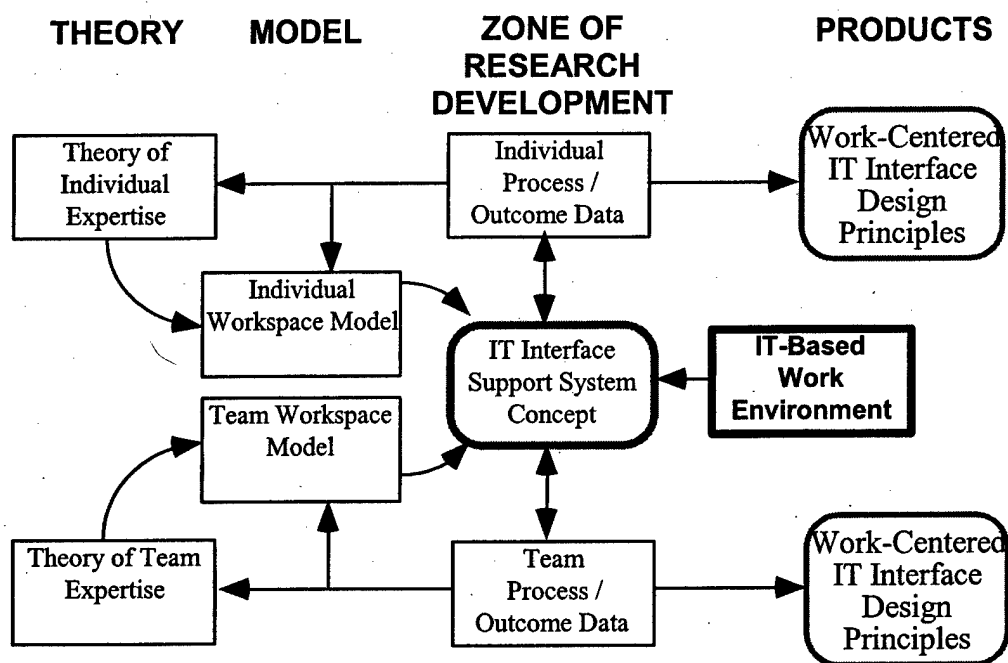 THEORY
MODEL
ZONE OF
RESEARCH
DEVELOPMENT
PRODUCTS
Theory of
Individual
Expertise
Individual
Process /
Outcome Data
Work-Centered
IT Interface
Design
Principles
Individual
Workspace Model
IT Interface
Support System
Concept
IT-Based
Work
Environment
Team Workspace
Model
Theory of Team
Expertise
Team
Process /
Outcome Data
Work-Centered
IT Interface
Design
Principles